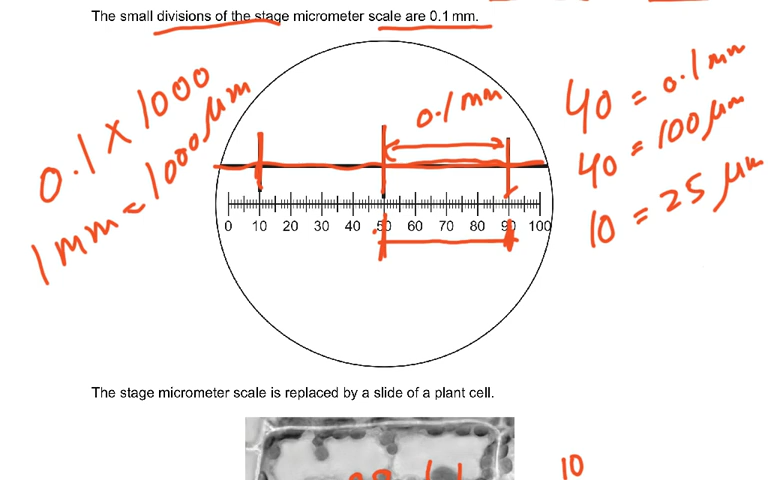 The small divisions of the stage micrometer scale are 0.1 mm.
0.1 x 1000
1 mm = 1000 µm
0.1 mm
40 = 0.1 mm
40 = 100 µm
10 = 25 µm
0 10 20 30 40 50 60 70 80 90 100
The stage micrometer scale is replaced by a slide of a plant cell.
10